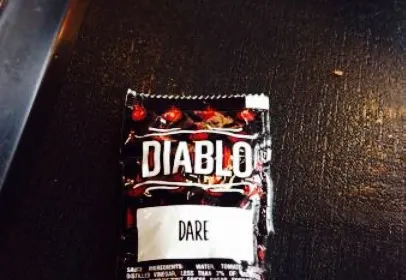 DIABLO
DARE
SAUCE INGREDIENTS: WATER, TOMATO
DISTILLED VINEGAR, LESS THAN 2% OF